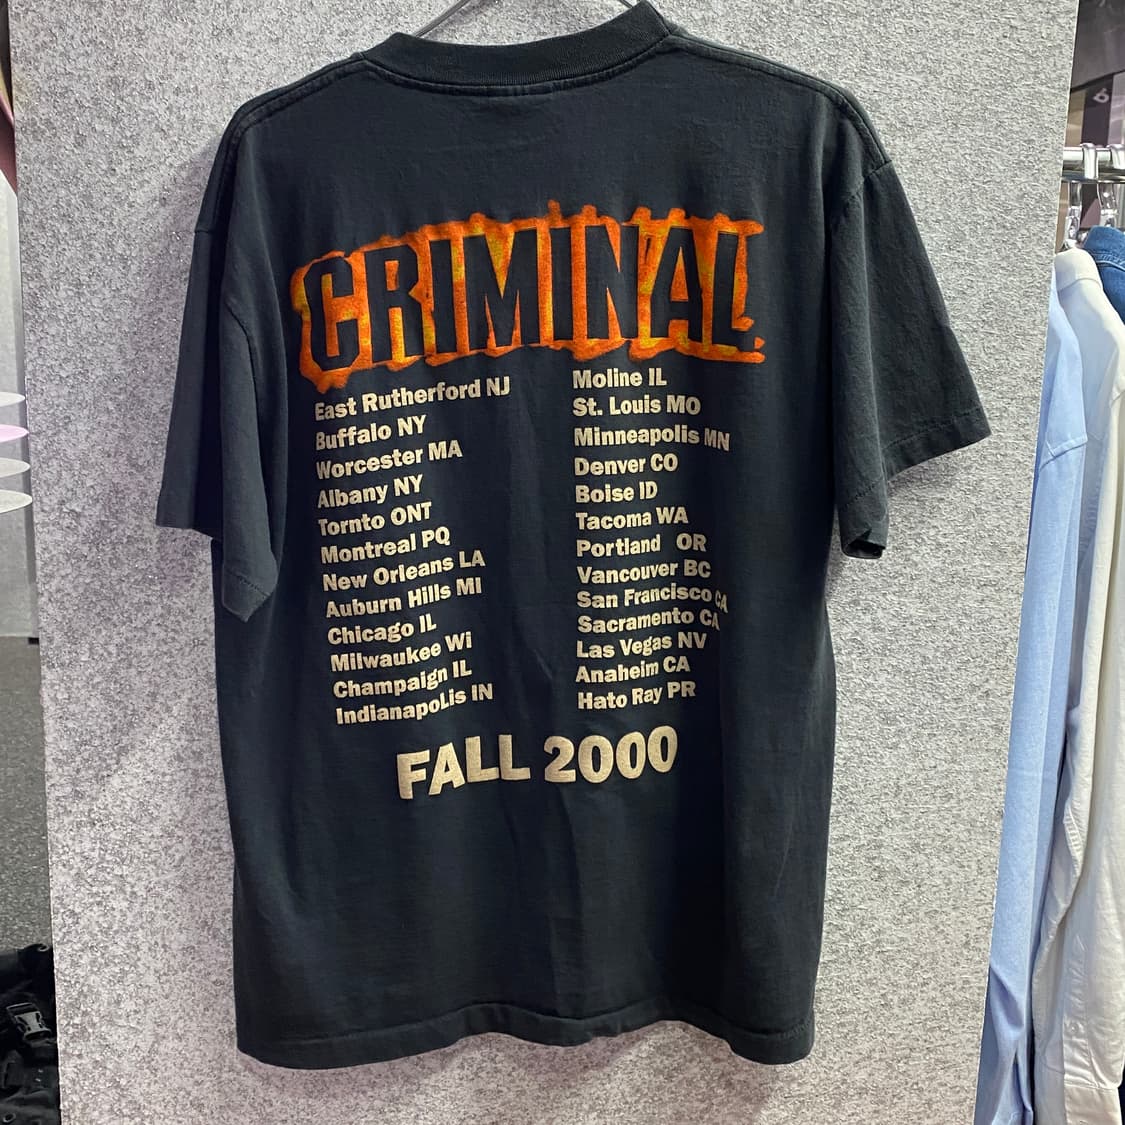 CRIMINAL.
East Rutherford NJ
Buffalo NY
Worcester MA
Albany NY
Tornto ONT
Montreal PQ
New Orleans LA
Auburn Hills MI
Chicago IL
Milwaukee Wi
Champaign IL
IndianapoLis IN
Moline IL
St. Louis MO
Minneapolis MN
Denver CO
Boise ID
Tacoma WA
Portland OR
Vancouver BC
San Francisco CA
Sacramento CA
Las Vegas NV
Anaheim CA
Hato Ray PR
FALL 2000